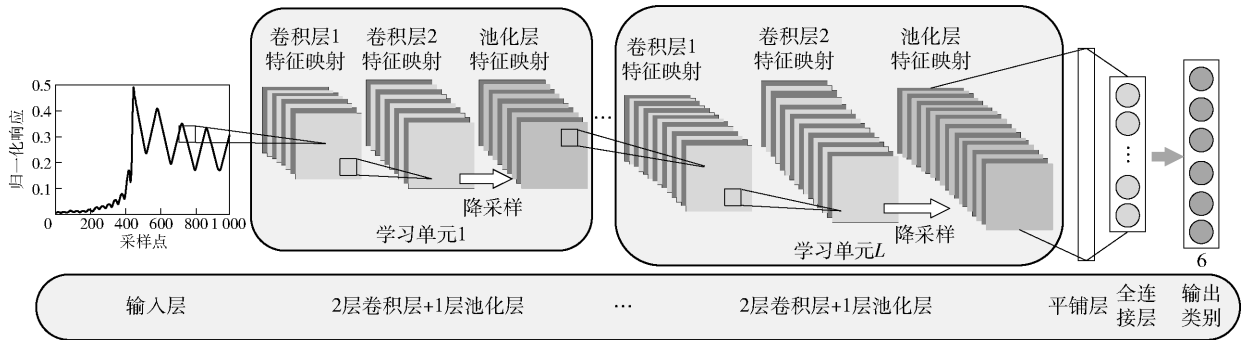 卷积层1
特征映射
卷积层2
特征映射
池化层
特征映射
卷积层1
特征映射
卷积层2
特征映射
池化层
特征映射
归一化响应
0.5
0.4
0.3
0.2
0.1
0 200 400 600 800 1 000
采样点
降采样
学习单元1
…
降采样
学习单元L
⋮
6
输入层
2层卷积层+1层池化层
…
2层卷积层+1层池化层
平铺层
全连
接层
输出
类别